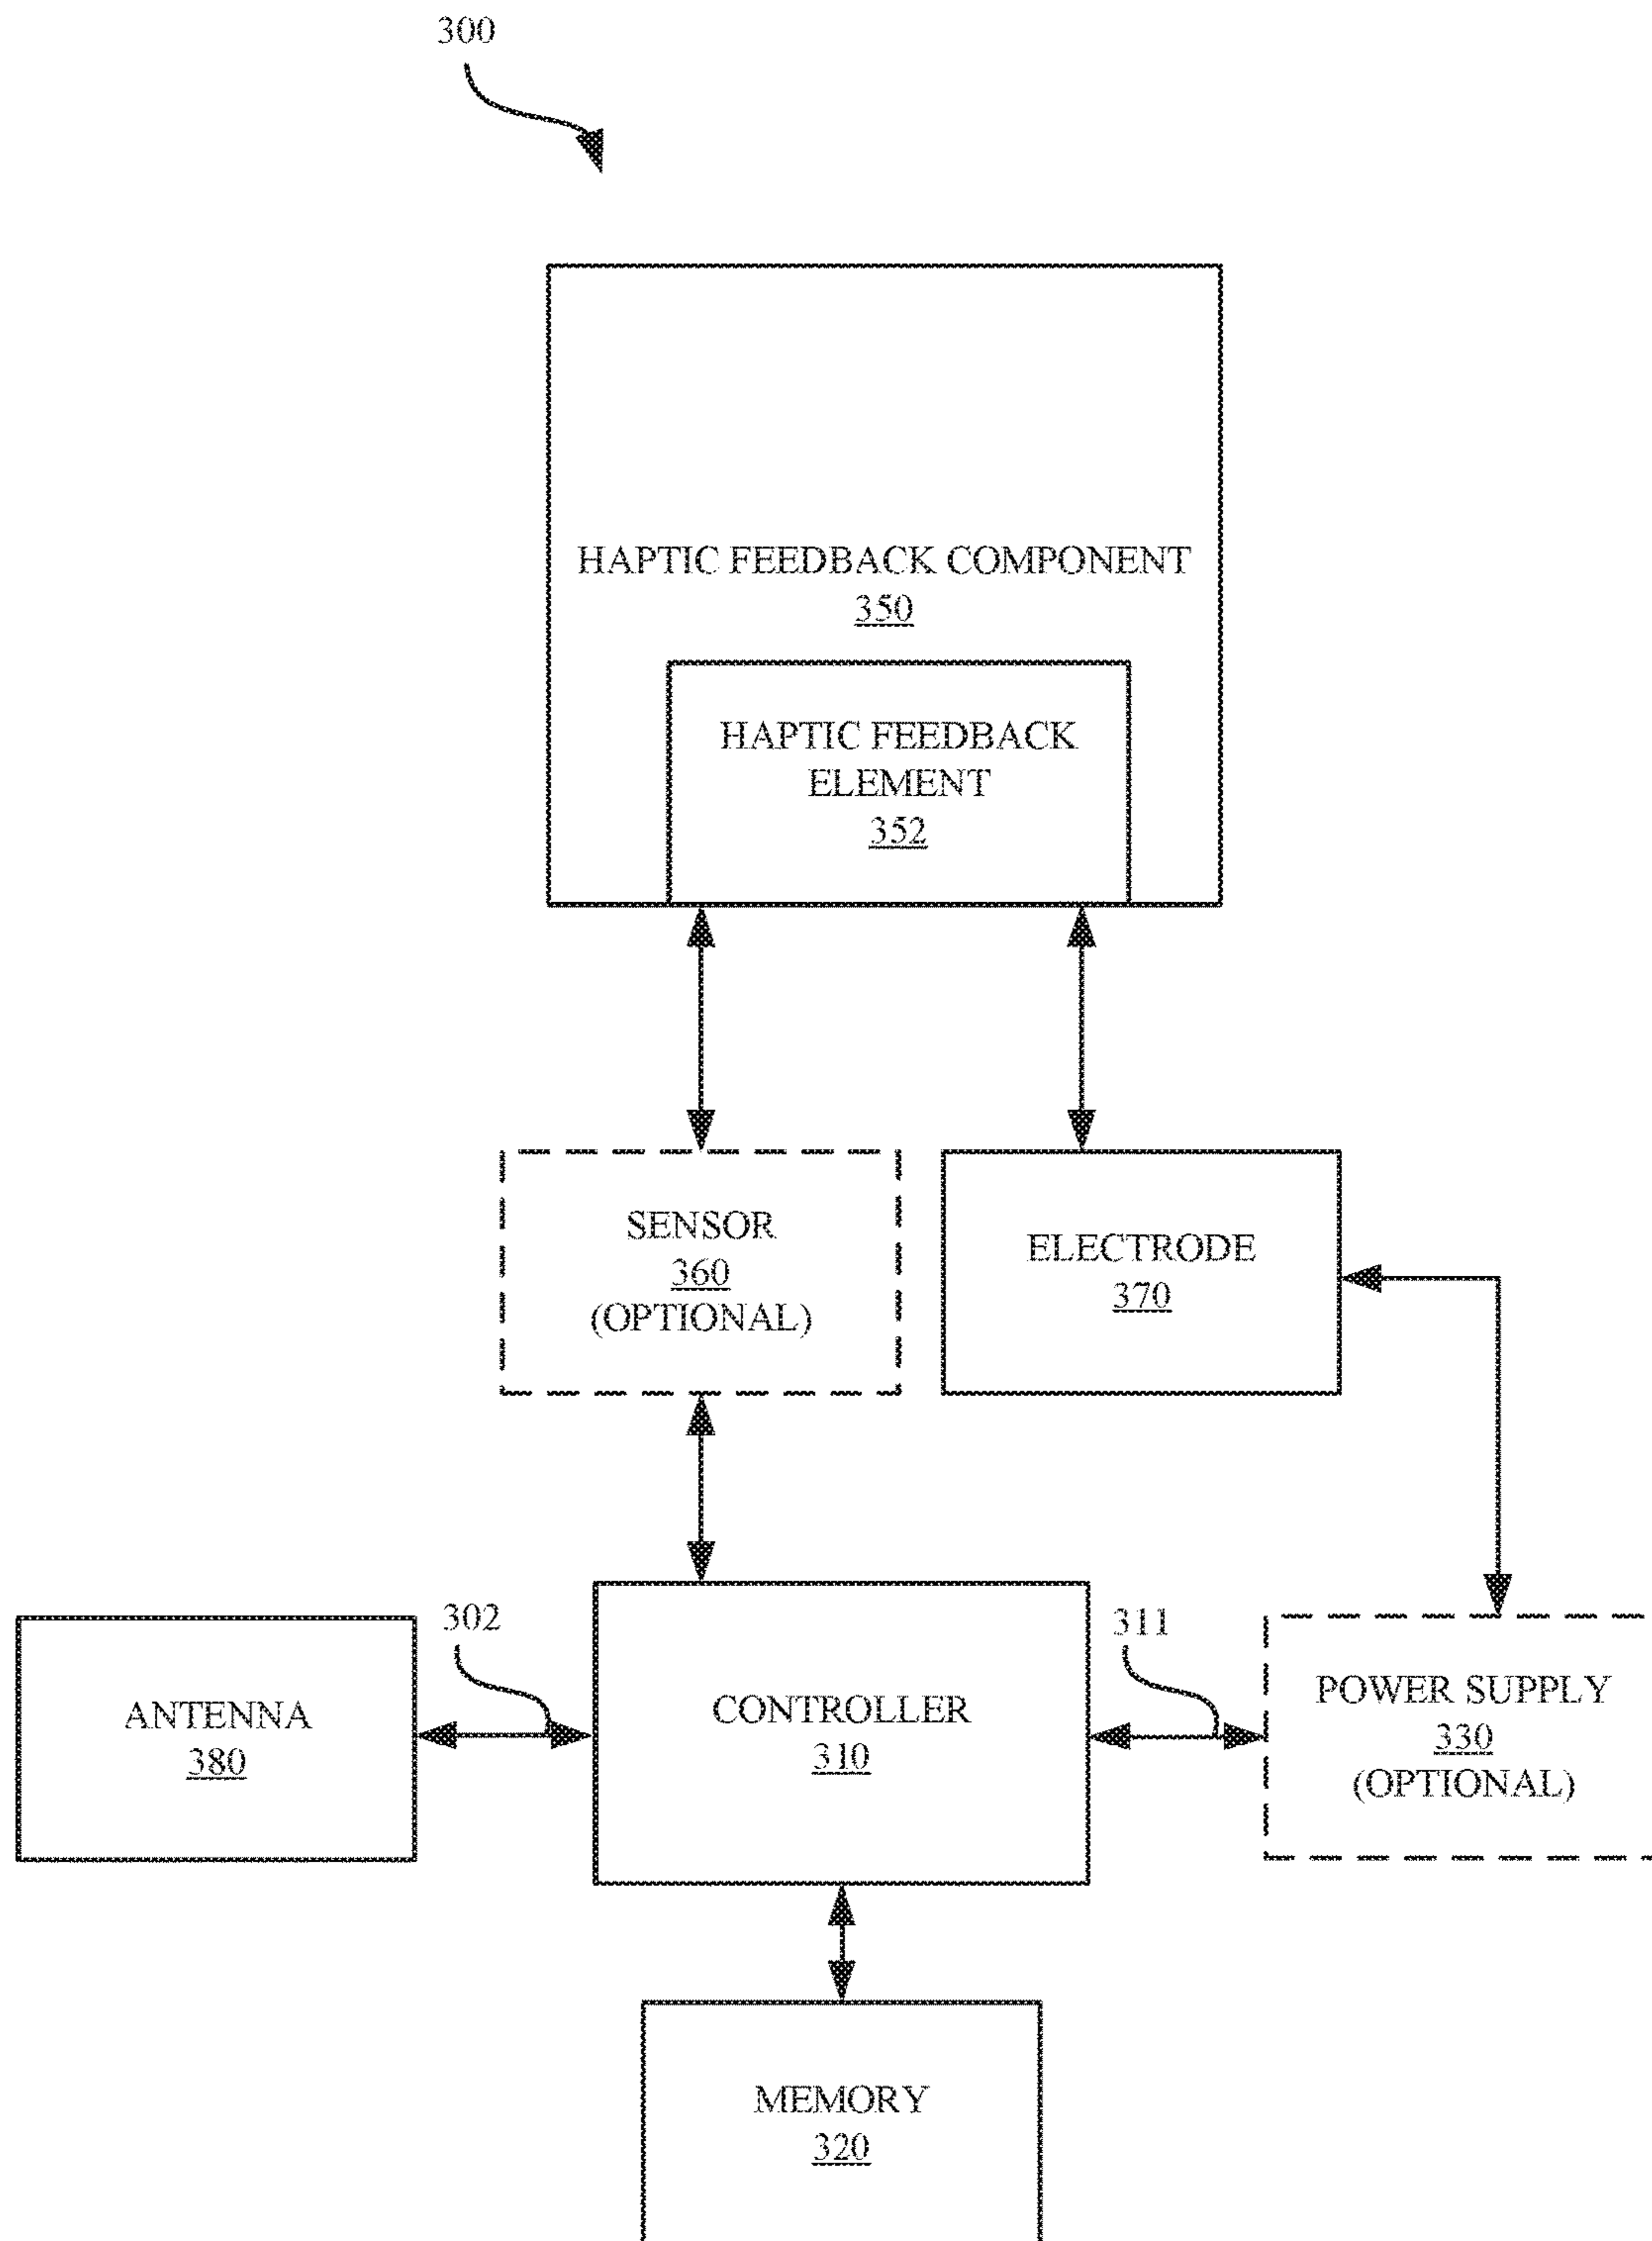 300
HAPTIC FEEDBACK COMPONENT
350
HAPTIC FEEDBACK
ELEMENT
352
SENSOR
360
(OPTIONAL)
ELECTRODE
370
302
311
ANTENNA
380
CONTROLLER
310
POWER SUPPLY
330
(OPTIONAL)
MEMORY
320